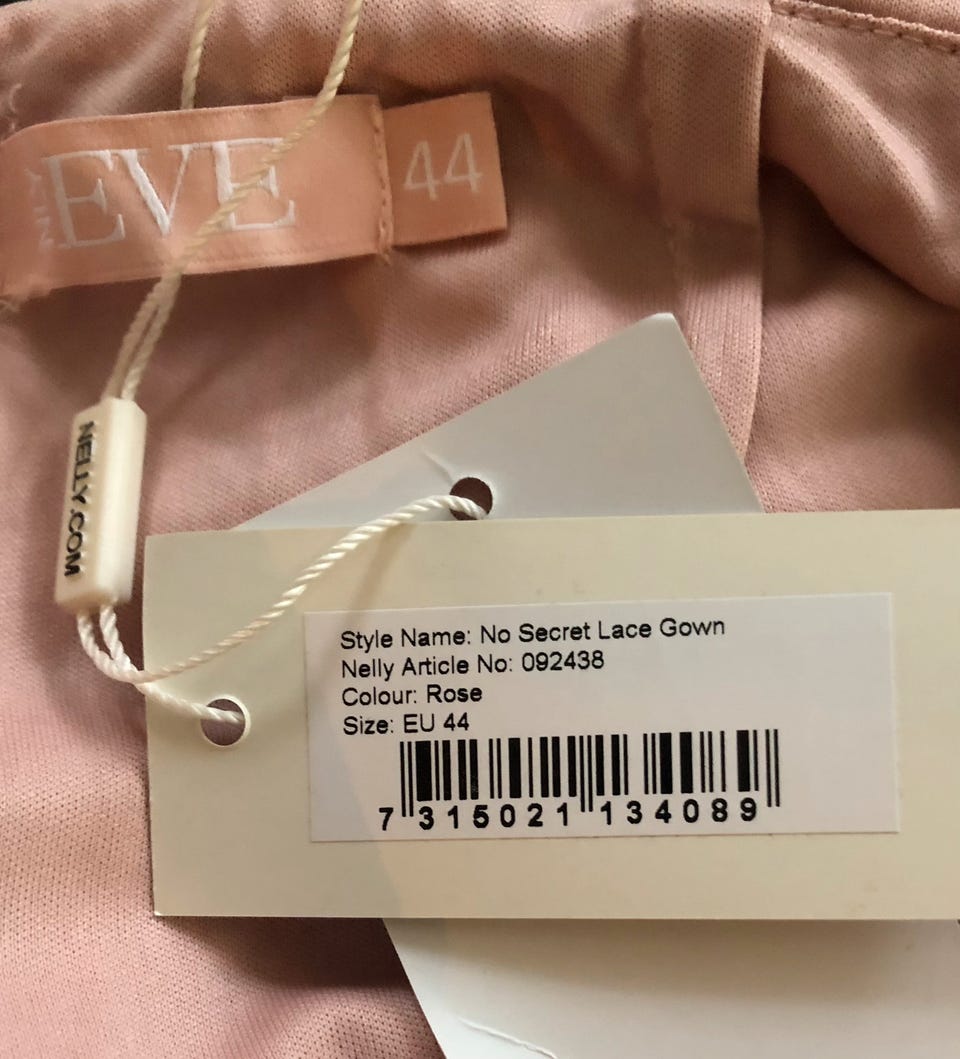 NLY
EVE
44
NELLY.COM
Style Name: No Secret Lace Gown
Nelly Article No: 092438
Colour: Rose
Size: EU 44
7 315021 134089